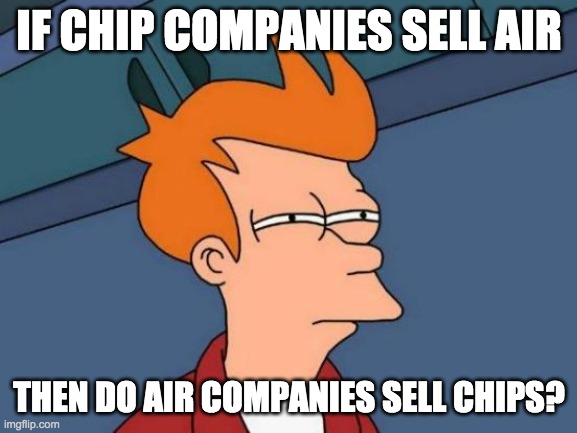 IF CHIP COMPANIES SELL AIR
THEN DO AIR COMPANIES SELL CHIPS?
imgflip.com